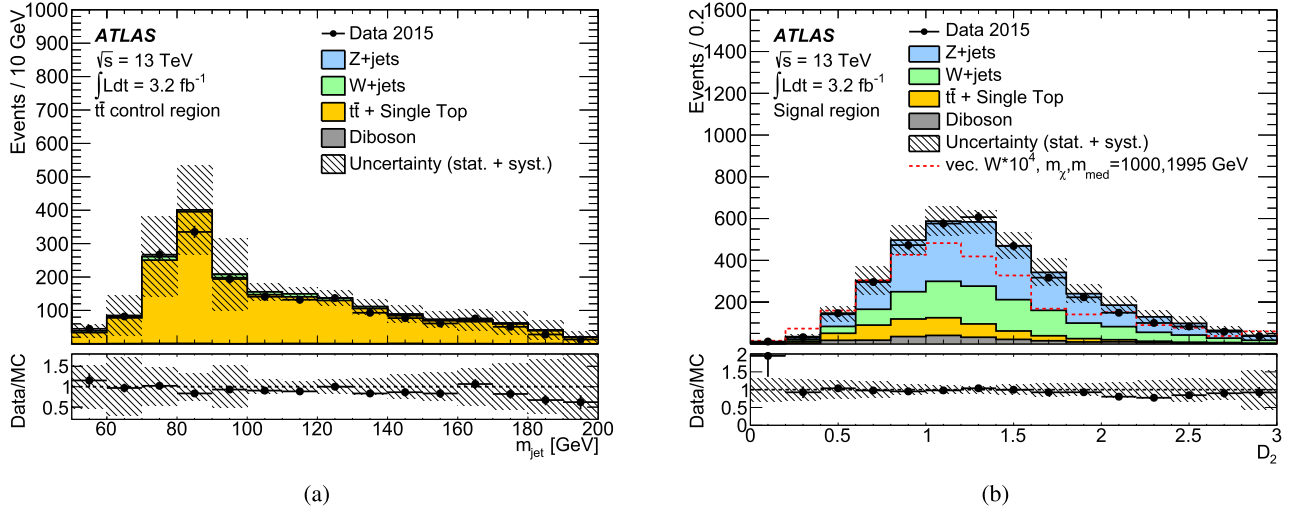 Events / 10 GeV
1000
900
800
700
600
500
400
300
200
100
ATLAS
√s = 13 TeV
∫Ldt = 3.2 fb⁻¹
tt̄ control region
Data 2015
Z+jets
W+jets
tt̄ + Single Top
Diboson
Uncertainty (stat. + syst.)
Data/MC
1.5
1
0.5
60 80 100 120 140 160 180 200
m_jet [GeV]
(a)
Events / 0.2
1600
1400
1200
1000
800
600
400
200
ATLAS
√s = 13 TeV
∫Ldt = 3.2 fb⁻¹
Signal region
Data 2015
Z+jets
W+jets
tt̄ + Single Top
Diboson
Uncertainty (stat. + syst.)
vec. W*10⁴, m_χ,m_med=1000,1995 GeV
Data/MC
2
1.5
1
0.5
0
0 0.5 1 1.5 2 2.5 3
D₂
(b)